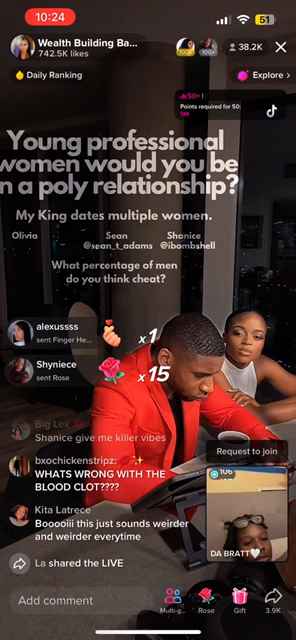 10:24
51
Wealth Building Ba...
742.5K likes
100+
100+
38.2K
Daily Ranking
Explore >
50+
Points required for 50:
Young professional
women would you be
n a poly relationship?
My King dates multiple women.
Olivia Sean Shanice
@sean_t_adams @ibombshell
What percentage of men
do you think cheat?
alexussss
sent Finger He...
x1
Shyniece
sent Rose
x15
Big Lex
Shanice give me killer vibes
bxochickenstripz:
WHATS WRONG WITH THE
BLOOD CLOT????
Kita Latrece
Boooooiii this just sounds weirder
and weirder everytime
La shared the LIVE
Request to join
106
DA BRATT🤍
Add comment
Multi-g...
Rose
Gift
3.9K